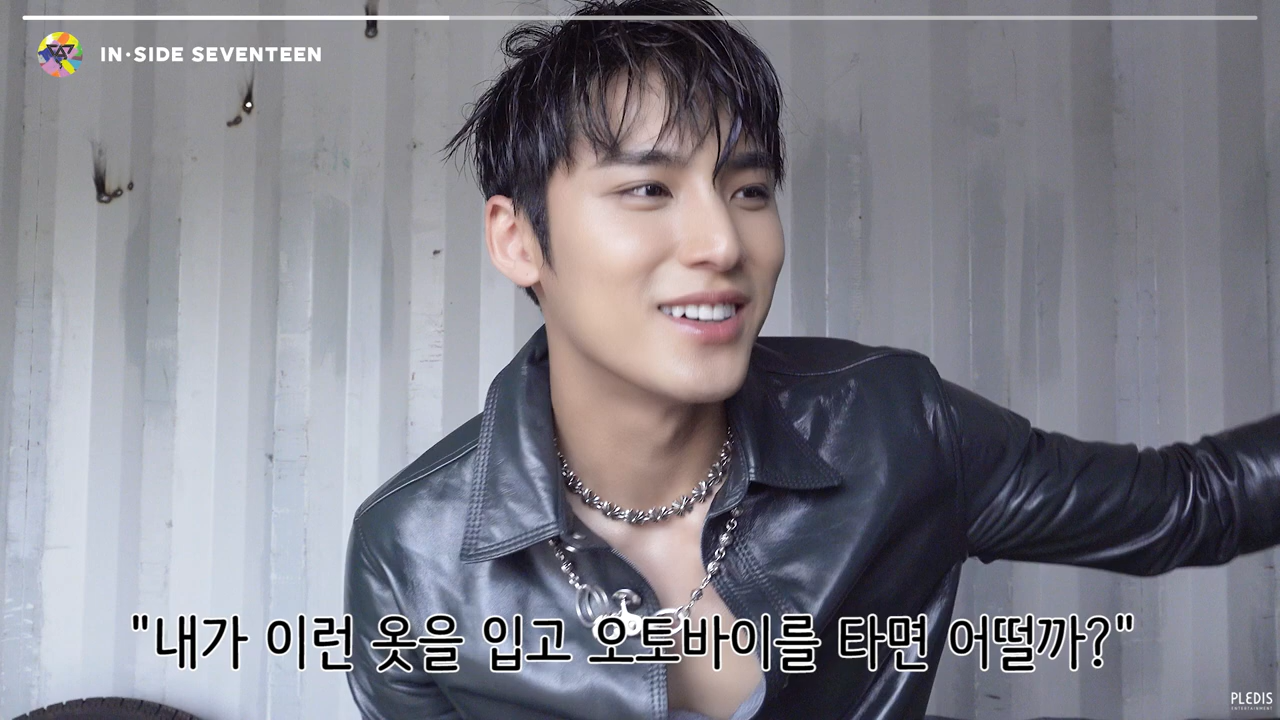 IN·SIDE SEVENTEEN
"내가 이런 옷을 입고 오토바이를 타면 어떨까?"
PLEDIS
ENTERTAINMENT